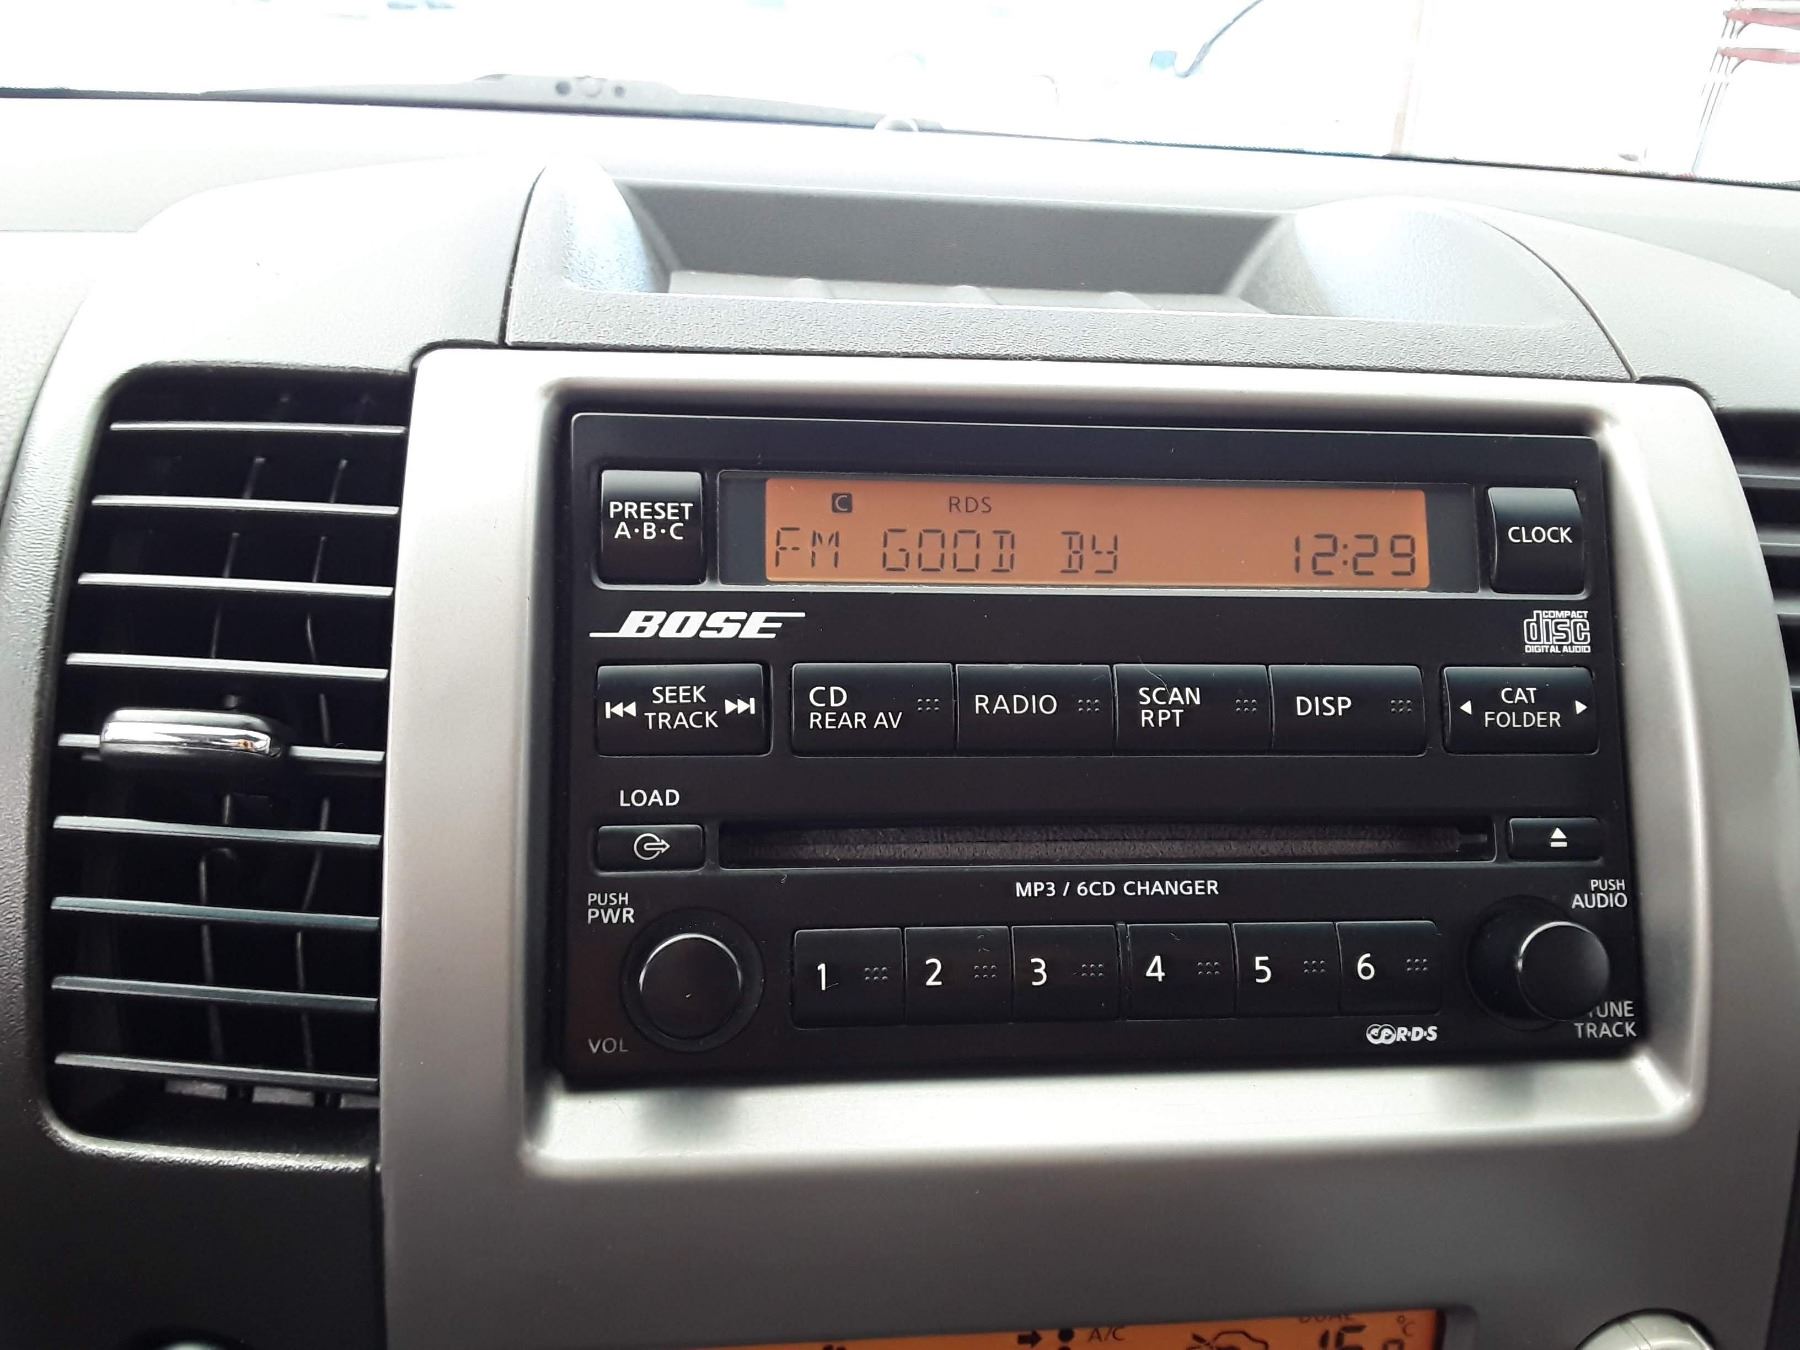 C RDS
FM GOOD BY 12:29
PRESET
A·B·C
CLOCK
BOSE
COMPACT
disc
DIGITAL AUDIO
SEEK
TRACK
CD
REAR AV
RADIO
SCAN
RPT
DISP
CAT
FOLDER
LOAD
MP3 / 6CD CHANGER
PUSH
PWR
PUSH
AUDIO
1 2 3 4 5 6
VOL
R·D·S
TUNE
TRACK
A/C
DUAL
°C